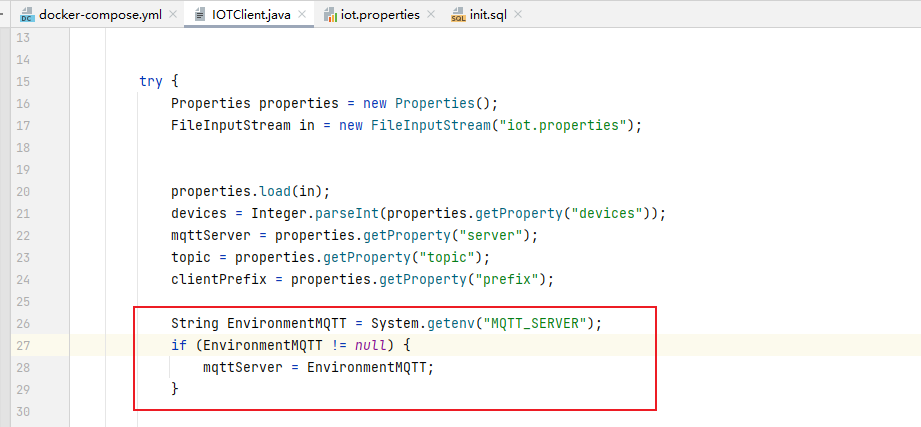 docker-compose.yml IOTClient.java iot.properties init.sql
13
14
15 try {
16 Properties properties = new Properties();
17 FileInputStream in = new FileInputStream("iot.properties");
18
19
20 properties.load(in);
21 devices = Integer.parseInt(properties.getProperty("devices"));
22 mqttServer = properties.getProperty("server");
23 topic = properties.getProperty("topic");
24 clientPrefix = properties.getProperty("prefix");
25
26 String EnvironmentMQTT = System.getenv("MQTT_SERVER");
27 if (EnvironmentMQTT != null) {
28 mqttServer = EnvironmentMQTT;
29 }
30